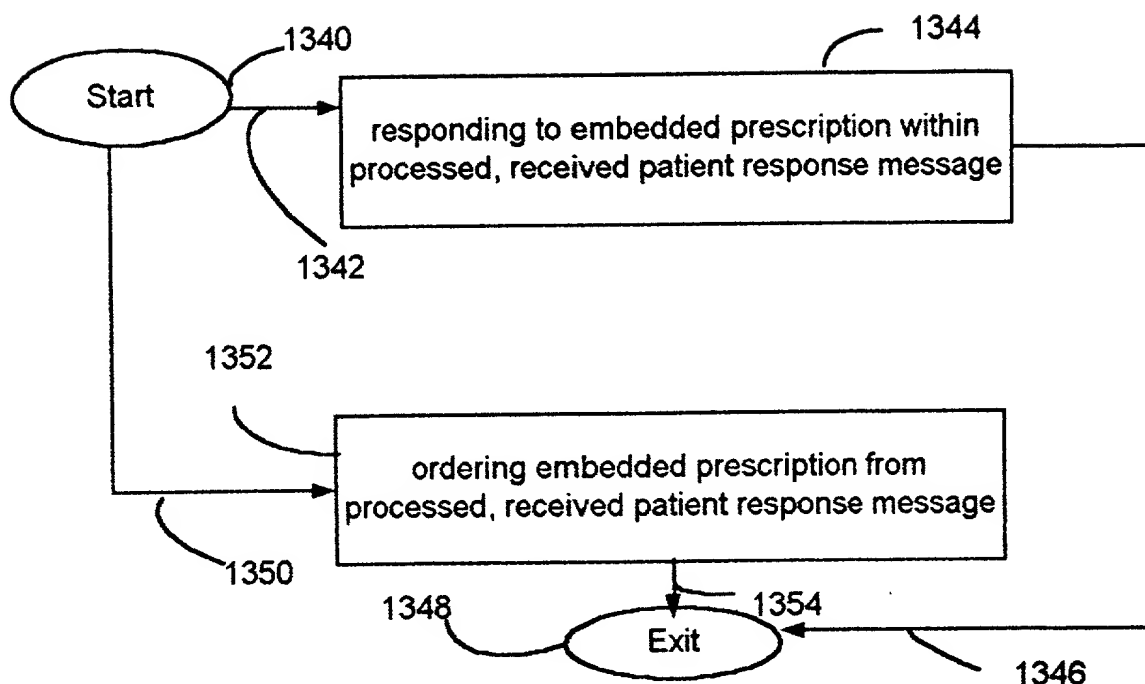 1340
1344
Start
responding to embedded prescription within
processed, received patient response message
1342
1352
ordering embedded prescription from
processed, received patient response message
1350
1354
1348
Exit
1346